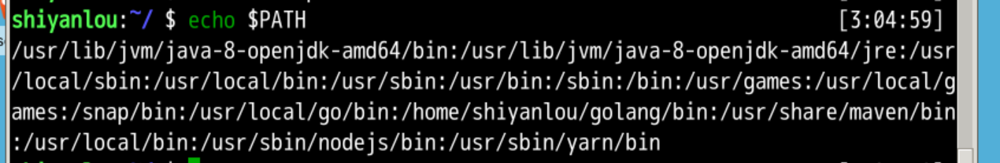 shiyanlou:~/ $ echo $PATH [3:04:59]
/usr/lib/jvm/java-8-openjdk-amd64/bin:/usr/lib/jvm/java-8-openjdk-amd64/jre:/usr
/local/sbin:/usr/local/bin:/usr/sbin:/usr/bin:/sbin:/bin:/usr/games:/usr/local/g
ames:/snap/bin:/usr/local/go/bin:/home/shiyanlou/golang/bin:/usr/share/maven/bin
:/usr/local/bin:/usr/sbin/nodejs/bin:/usr/sbin/yarn/bin